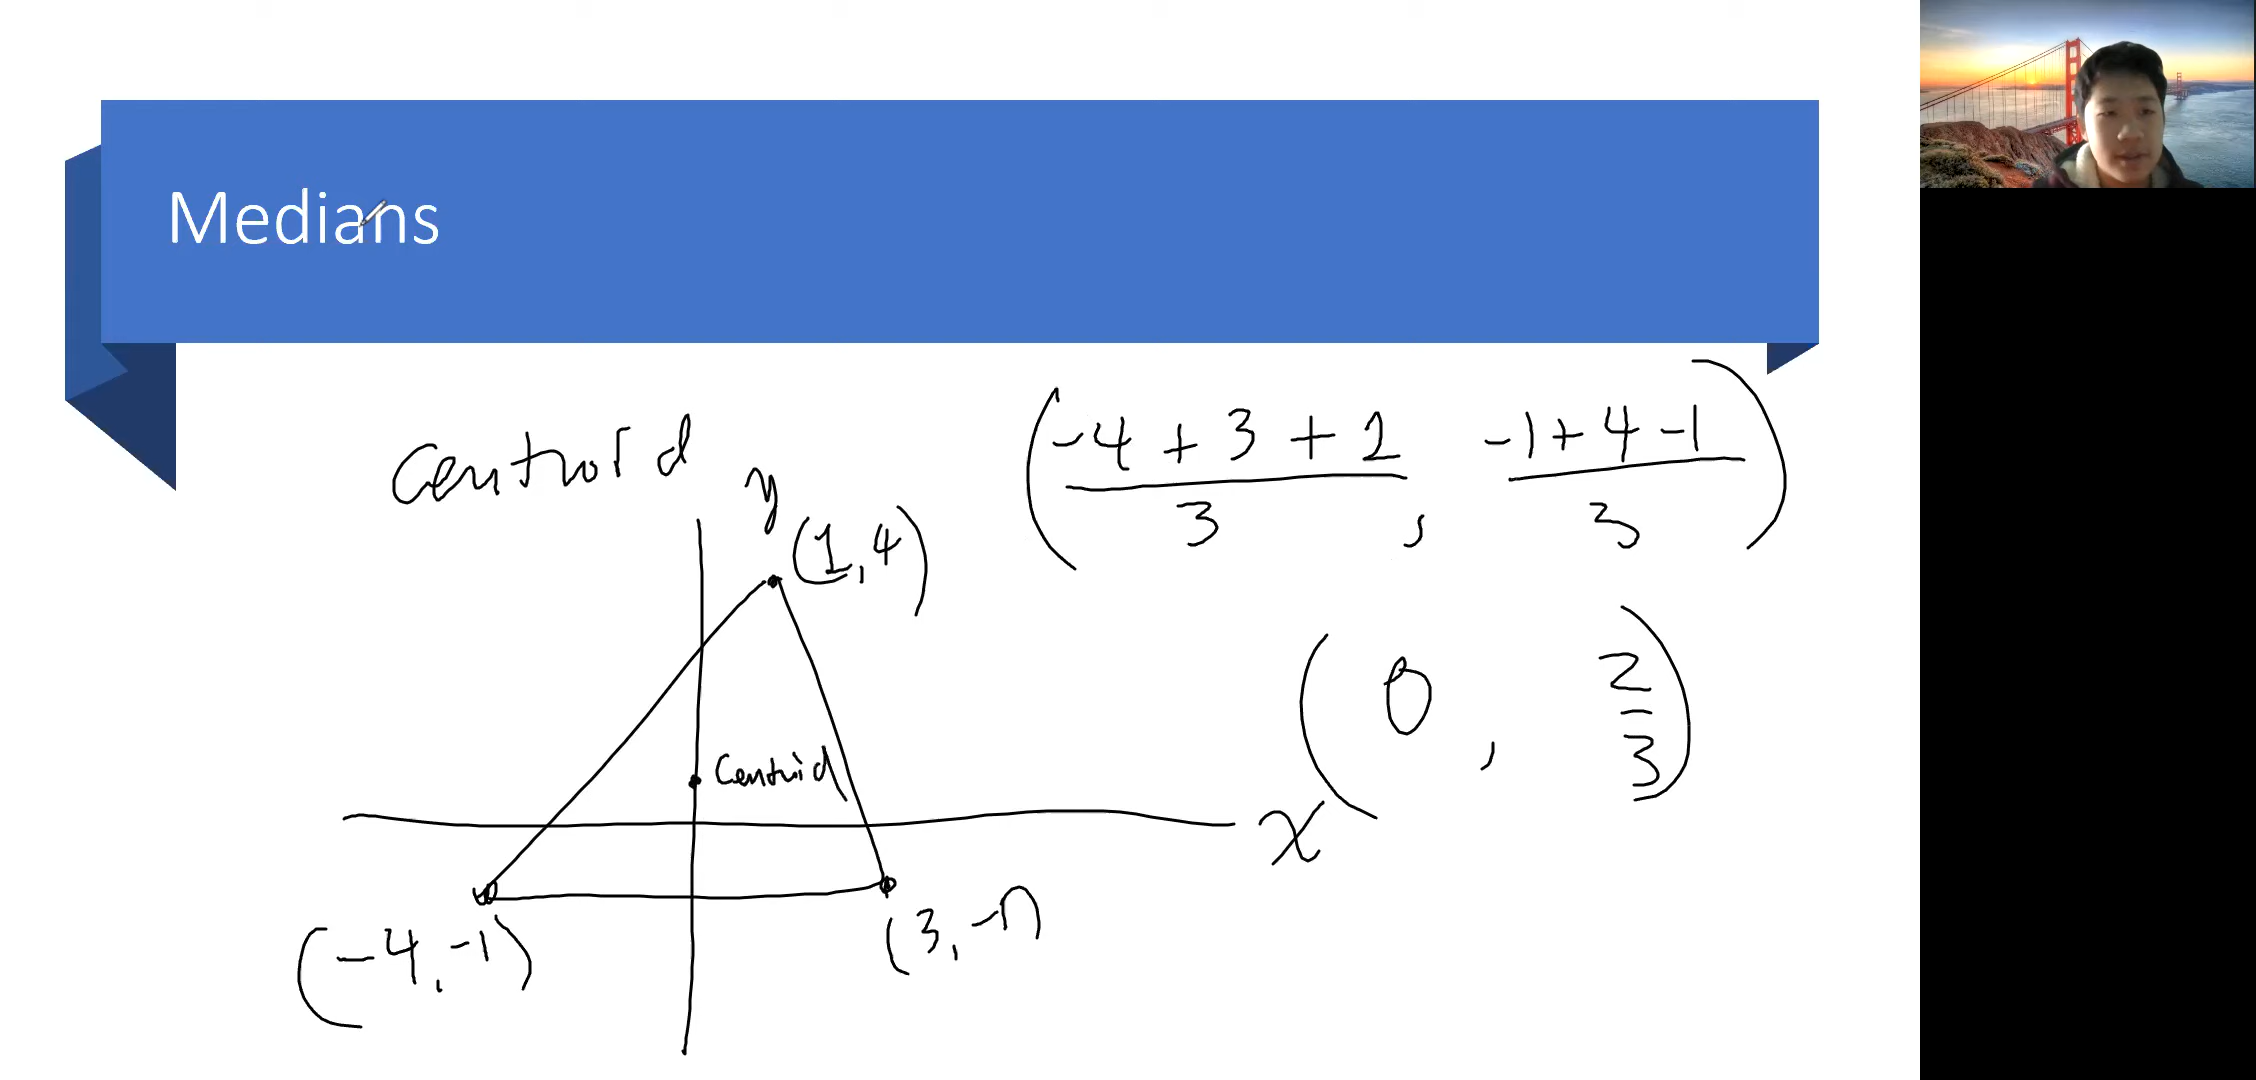 Medians
Centroid
(-4 + 3 + 1 / 3 , -1 + 4 - 1 / 3)
y
(1, 4)
(0, 2/3)
Centroid
x
(-4, -1)
(3, -1)